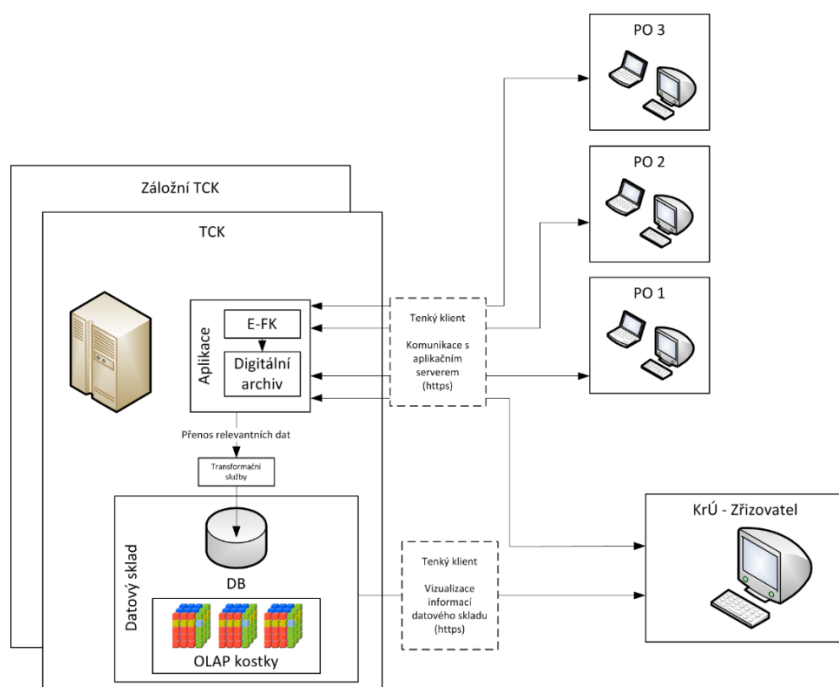 PO 3
PO 2
PO 1
Záložní TCK
TCK
Aplikace
E-FK
Digitální
archiv
Tenký klient
Komunikace s
aplikačním
serverem
(https)
Přenos relevantních dat
Transformační
služby
Datový sklad
DB
OLAP kostky
Tenký klient
Vizualizace
informací
datového skladu
(https)
KrÚ - Zřizovatel